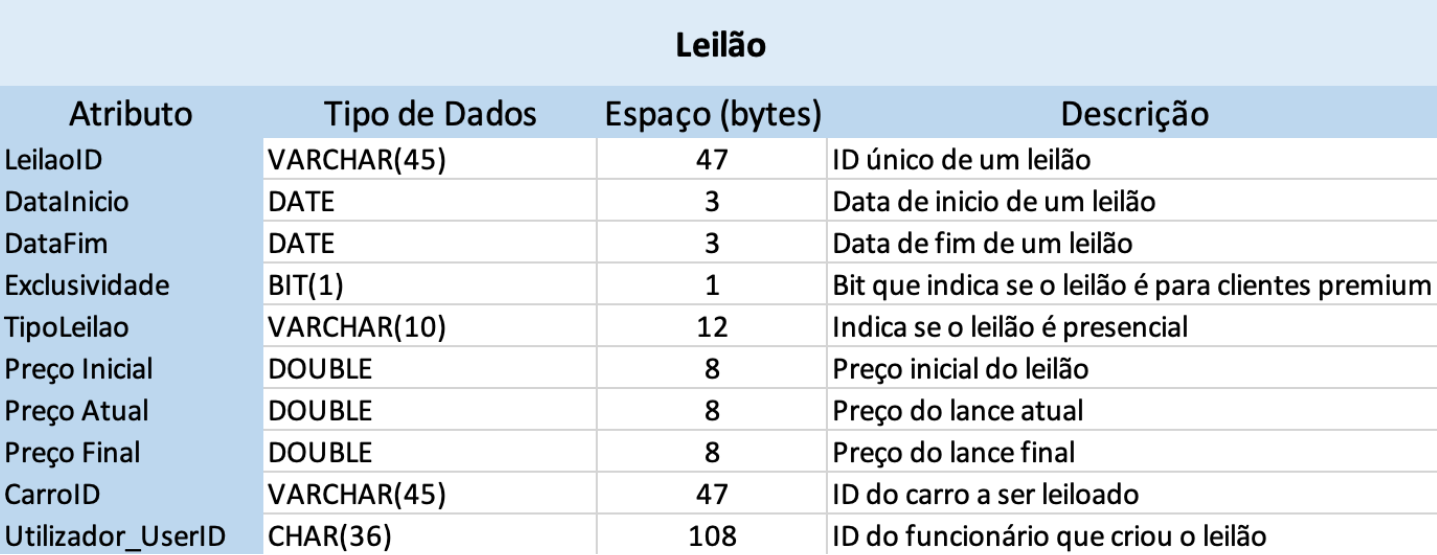 Leilão
Atributo Tipo de Dados Espaço (bytes) Descrição
LeilaoID VARCHAR(45) 47 ID único de um leilão
DataInicio DATE 3 Data de inicio de um leilão
DataFim DATE 3 Data de fim de um leilão
Exclusividade BIT(1) 1 Bit que indica se o leilão é para clientes premium
TipoLeilao VARCHAR(10) 12 Indica se o leilão é presencial
Preço Inicial DOUBLE 8 Preço inicial do leilão
Preço Atual DOUBLE 8 Preço do lance atual
Preço Final DOUBLE 8 Preço do lance final
CarroID VARCHAR(45) 47 ID do carro a ser leiloado
Utilizador_UserID CHAR(36) 108 ID do funcionário que criou o leilão